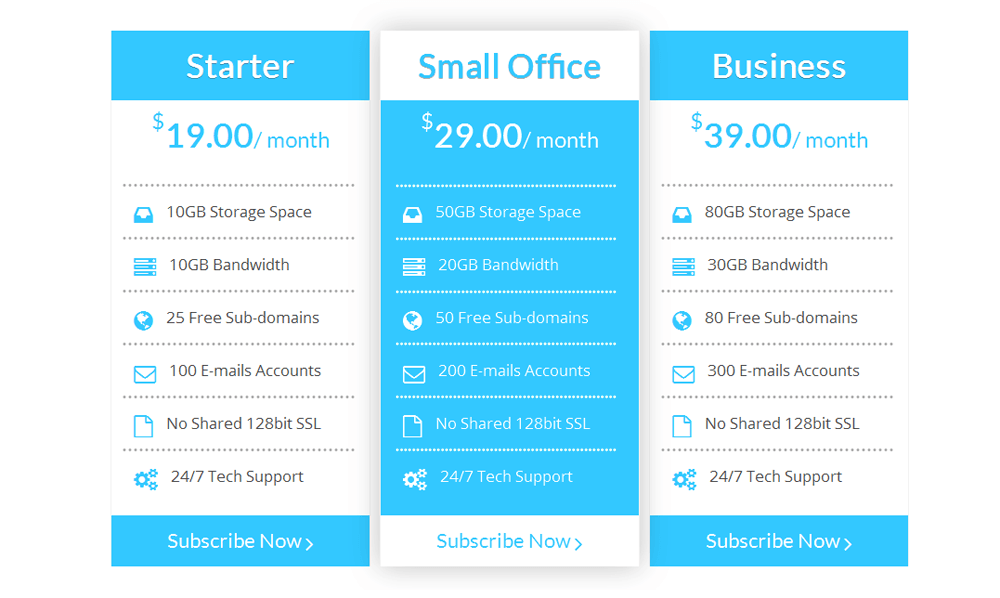 Starter
$19.00/ month
10GB Storage Space
10GB Bandwidth
25 Free Sub-domains
100 E-mails Accounts
No Shared 128bit SSL
24/7 Tech Support
Subscribe Now
Small Office
$29.00/ month
50GB Storage Space
20GB Bandwidth
50 Free Sub-domains
200 E-mails Accounts
No Shared 128bit SSL
24/7 Tech Support
Subscribe Now
Business
$39.00/ month
80GB Storage Space
30GB Bandwidth
80 Free Sub-domains
300 E-mails Accounts
No Shared 128bit SSL
24/7 Tech Support
Subscribe Now